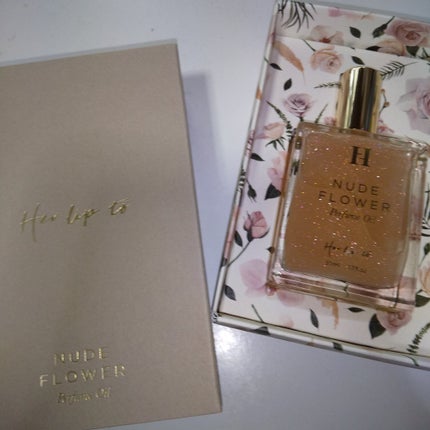 Her lip to
NUDE
FLOWER
Perfume Oil
H
NUDE
FLOWER
Perfume Oil
Her lip to